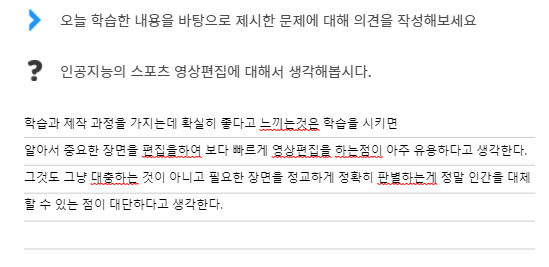 오늘 학습한 내용을 바탕으로 제시한 문제에 대해 의견을 작성해보세요
? 인공지능의 스포츠 영상편집에 대해서 생각해봅시다.
학습과 제작 과정을 가지는데 확실히 좋다고 느끼는것은 학습을 시키면
알아서 중요한 장면을 편집을하여 보다 빠르게 영상편집을 하는점이 아주 유용하다고 생각한다.
그것도 그냥 대충하는 것이 아니고 필요한 장면을 정교하게 정확히 판별하는게 정말 인간을 대체
할 수 있는 점이 대단하다고 생각한다.